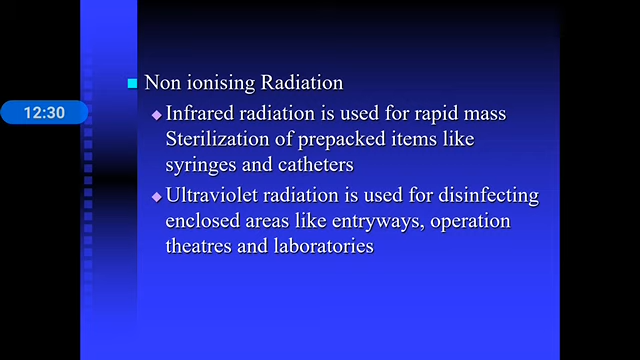 Non ionising Radiation
12:30
Infrared radiation is used for rapid mass
Sterilization of prepacked items like
syringes and catheters
Ultraviolet radiation is used for disinfecting
enclosed areas like entryways, operation
theatres and laboratories